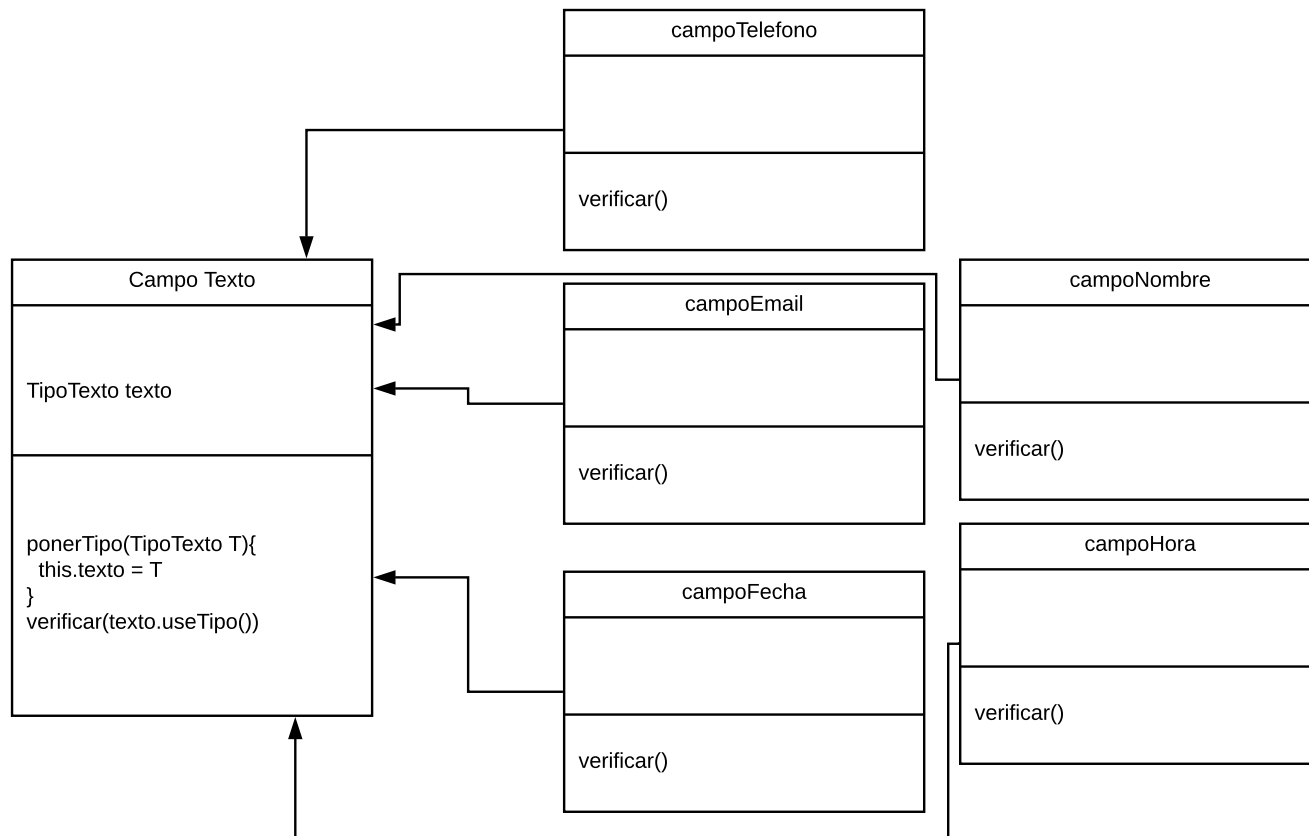 campoTelefono
verificar()
Campo Texto
TipoTexto texto
ponerTipo(TipoTexto T){
this.texto = T
}
verificar(texto.useTipo())
campoEmail
verificar()
campoNombre
verificar()
campoFecha
verificar()
campoHora
verificar()